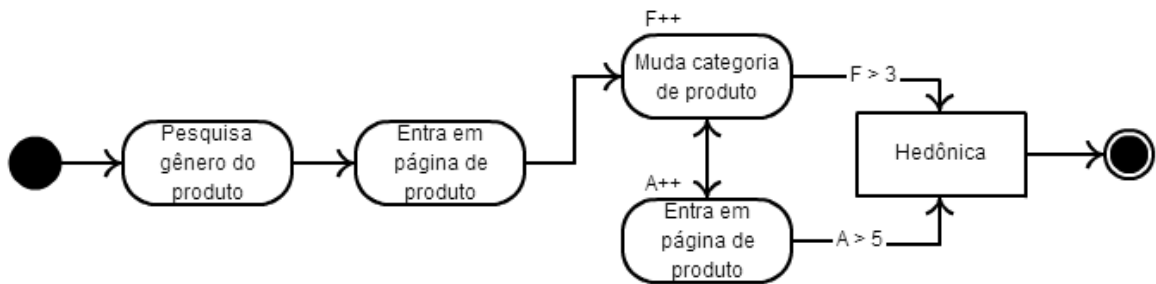 F++
Muda categoria
de produto
F > 3
Pesquisa
gênero do
produto
Entra em
página de
produto
Hedônica
A++
Entra em
página de
produto
A > 5